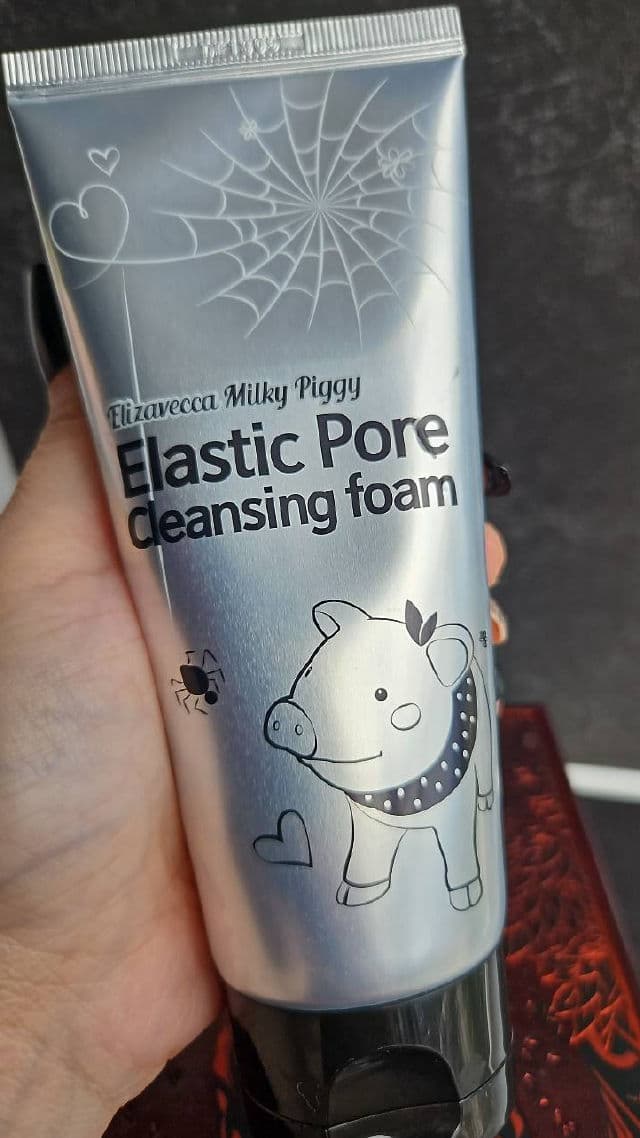 Elizavecca Milky Piggy
Elastic Pore
Cleansing foam